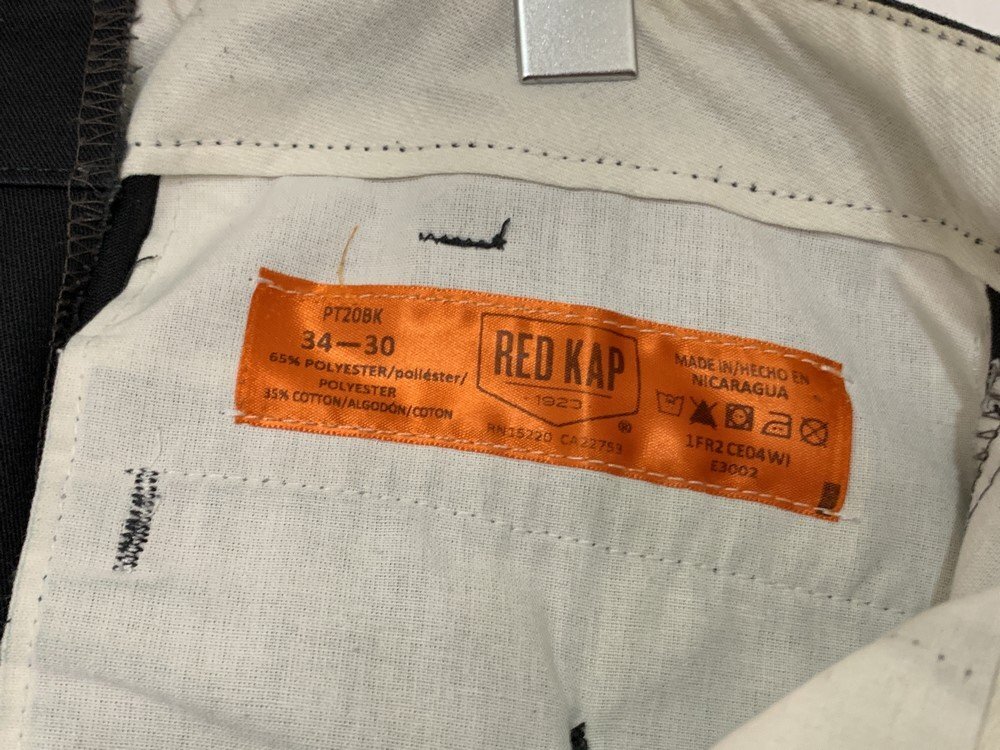 PT20BK
34—30
65% POLYESTER/poliéster/
POLYESTER
35% COTTON/ALGODÓN/COTON
RED KAP
1923
®
RN15220 CA22753
MADE IN/HECHO EN
NICARAGUA
1FR2 CE04WI
E3002